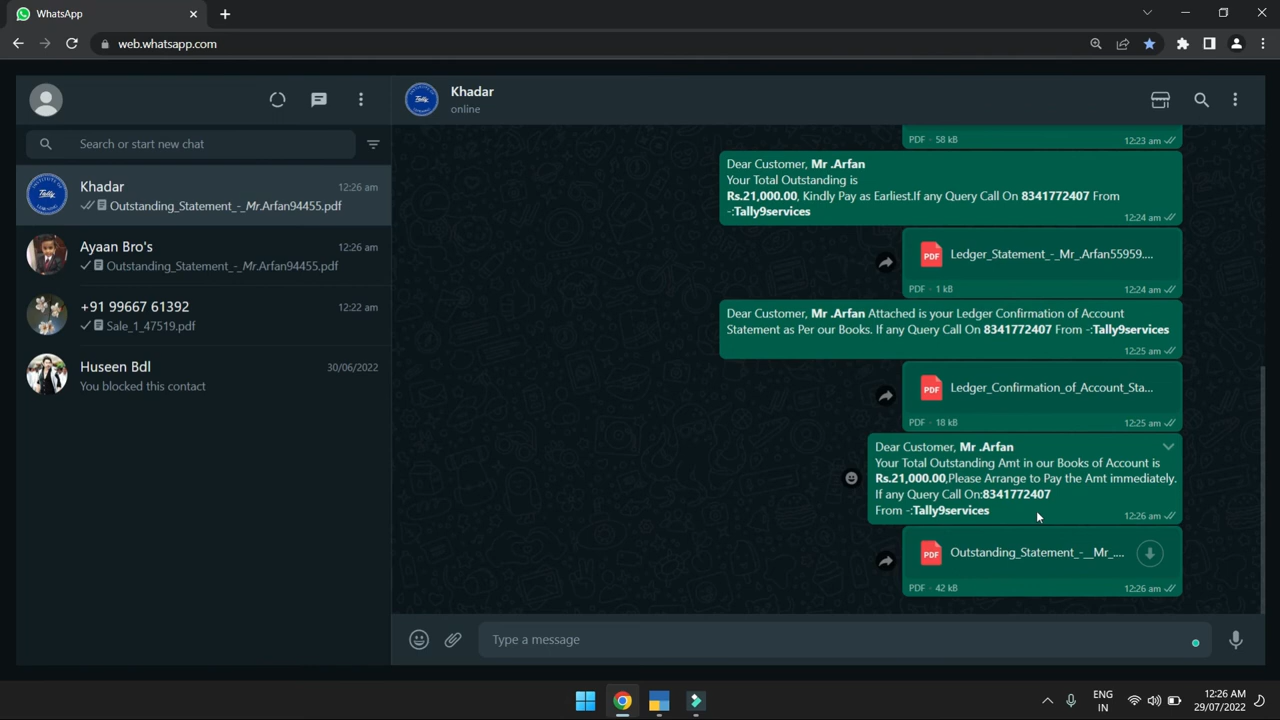 WhatsApp
web.whatsapp.com
Search or start new chat
Khadar
12:26 am
Outstanding_Statement_-_Mr.Arfan94455.pdf
Ayaan Bro's
12:26 am
Outstanding_Statement_-_Mr.Arfan94455.pdf
+91 99667 61392
12:22 am
Sale_1_47519.pdf
Huseen Bdl
30/06/2022
You blocked this contact
Khadar
online
PDF · 58 kB
12:23 am
Dear Customer, Mr .Arfan
Your Total Outstanding is
Rs.21,000.00, Kindly Pay as Earliest.If any Query Call On 8341772407 From
-:Tally9services
12:24 am
PDF
Ledger_Statement_-_Mr_.Arfan55959....
PDF · 1 kB
12:24 am
Dear Customer, Mr .Arfan Attached is your Ledger Confirmation of Account
Statement as Per our Books. If any Query Call On 8341772407 From -:Tally9services
12:25 am
PDF
Ledger_Confirmation_of_Account_Sta...
PDF · 18 kB
12:25 am
Dear Customer, Mr .Arfan
Your Total Outstanding Amt in our Books of Account is
Rs.21,000.00,Please Arrange to Pay the Amt immediately.
If any Query Call On:8341772407
From -:Tally9services
12:26 am
PDF
Outstanding_Statement_-__Mr_....
PDF · 42 kB
12:26 am
Type a message
ENG
IN
12:26 AM
29/07/2022